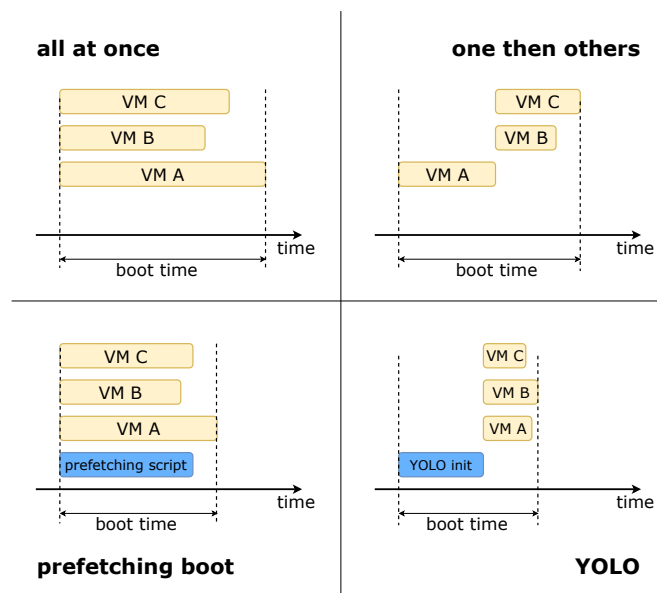 all at once
VM C
VM B
VM A
time
boot time
one then others
VM C
VM B
VM A
time
boot time
VM C
VM B
VM A
prefetching script
time
boot time
prefetching boot
VM C
VM B
VM A
YOLO init
time
boot time
YOLO